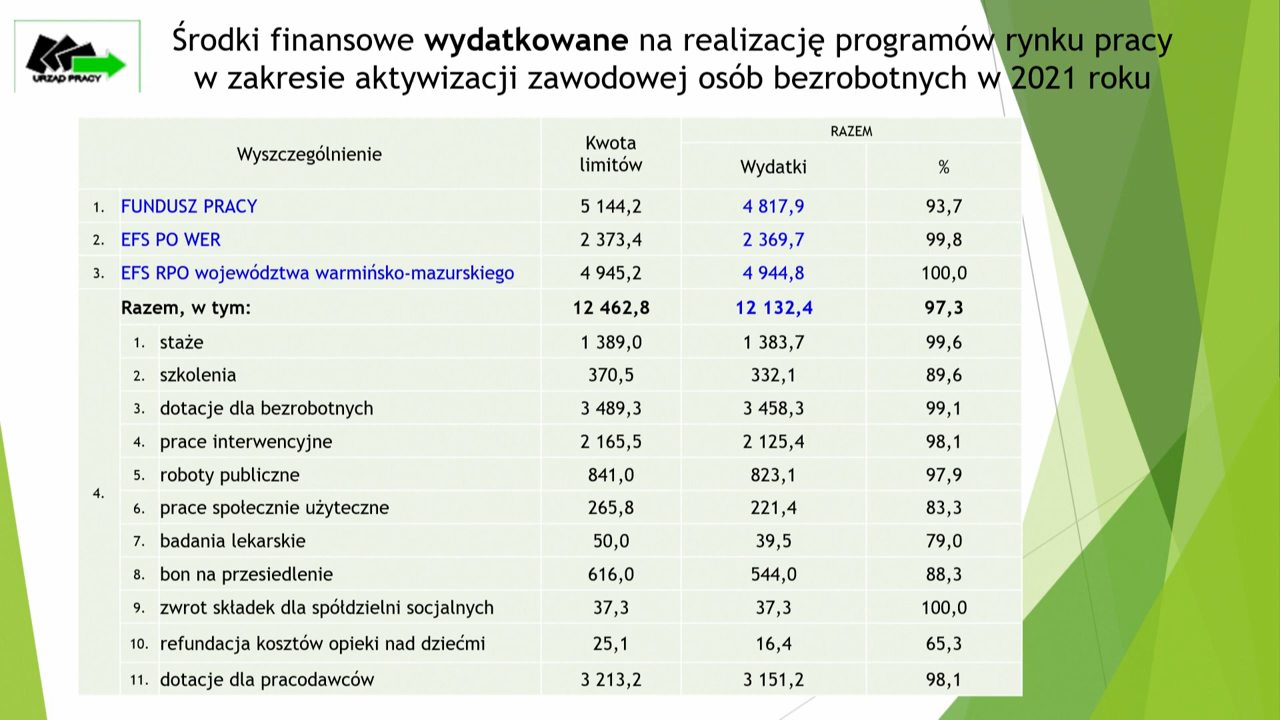 URZĄD PRACY
Środki finansowe wydatkowane na realizację programów rynku pracy
w zakresie aktywizacji zawodowej osób bezrobotnych w 2021 roku
Wyszczególnienie
Kwota
limitów
RAZEM
Wydatki
%
1. FUNDUSZ PRACY 5 144,2 4 817,9 93,7
2. EFS PO WER 2 373,4 2 369,7 99,8
3. EFS RPO województwa warmińsko-mazurskiego 4 945,2 4 944,8 100,0
4.
Razem, w tym: 12 462,8 12 132,4 97,3
1. staże 1 389,0 1 383,7 99,6
2. szkolenia 370,5 332,1 89,6
3. dotacje dla bezrobotnych 3 489,3 3 458,3 99,1
4. prace interwencyjne 2 165,5 2 125,4 98,1
5. roboty publiczne 841,0 823,1 97,9
6. prace społecznie użyteczne 265,8 221,4 83,3
7. badania lekarskie 50,0 39,5 79,0
8. bon na przesiedlenie 616,0 544,0 88,3
9. zwrot składek dla spółdzielni socjalnych 37,3 37,3 100,0
10. refundacja kosztów opieki nad dziećmi 25,1 16,4 65,3
11. dotacje dla pracodawców 3 213,2 3 151,2 98,1